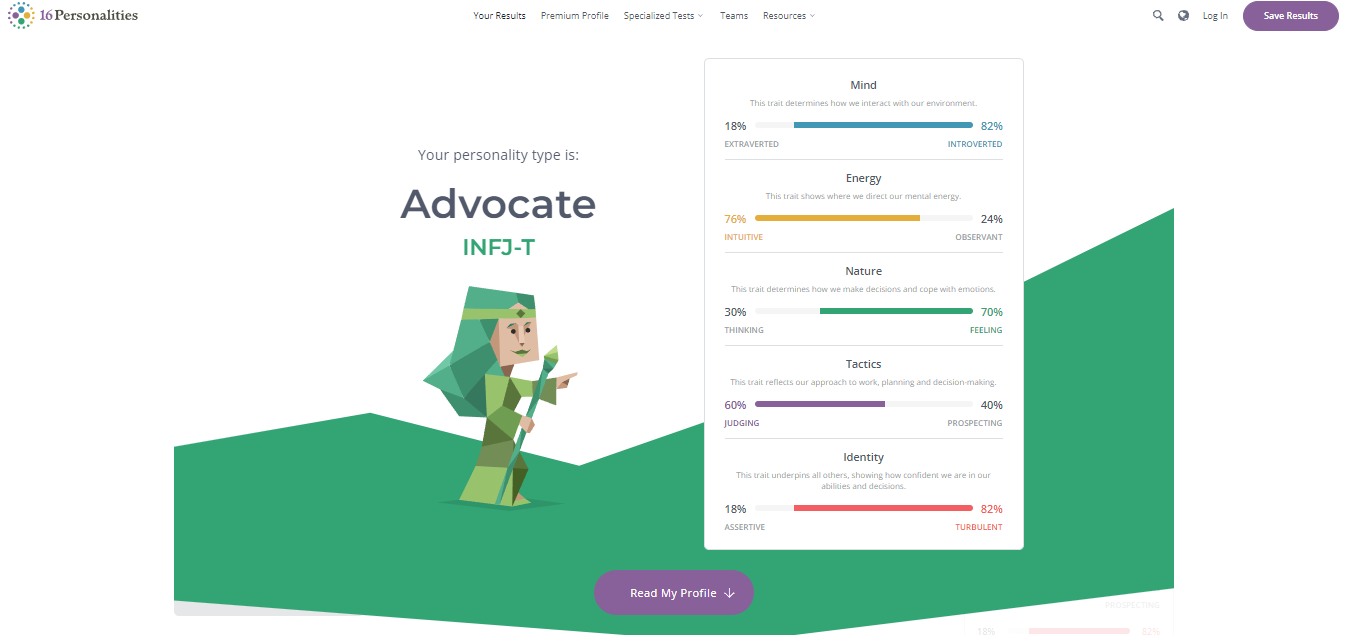 16Personalities
Your Results Premium Profile Specialized Tests Teams Resources
Log In
Save Results
Your personality type is:
Advocate
INFJ-T
Mind
This trait determines how we interact with our environment.
18% 82%
EXTRAVERTED INTROVERTED
Energy
This trait shows where we direct our mental energy.
76% 24%
INTUITIVE OBSERVANT
Nature
This trait determines how we make decisions and cope with emotions.
30% 70%
THINKING FEELING
Tactics
This trait reflects our approach to work, planning and decision-making.
60% 40%
JUDGING PROSPECTING
Identity
This trait underpins all others, showing how confident we are in our
abilities and decisions.
18% 82%
ASSERTIVE TURBULENT
Read My Profile
PROSPECTING
18% 82%